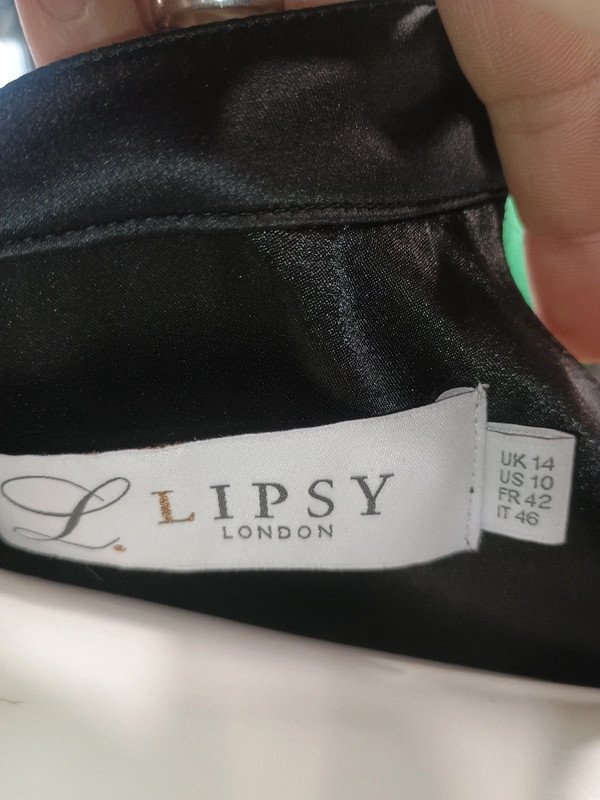 L.
LIPSY
LONDON
UK 14
US 10
FR 42
IT 46